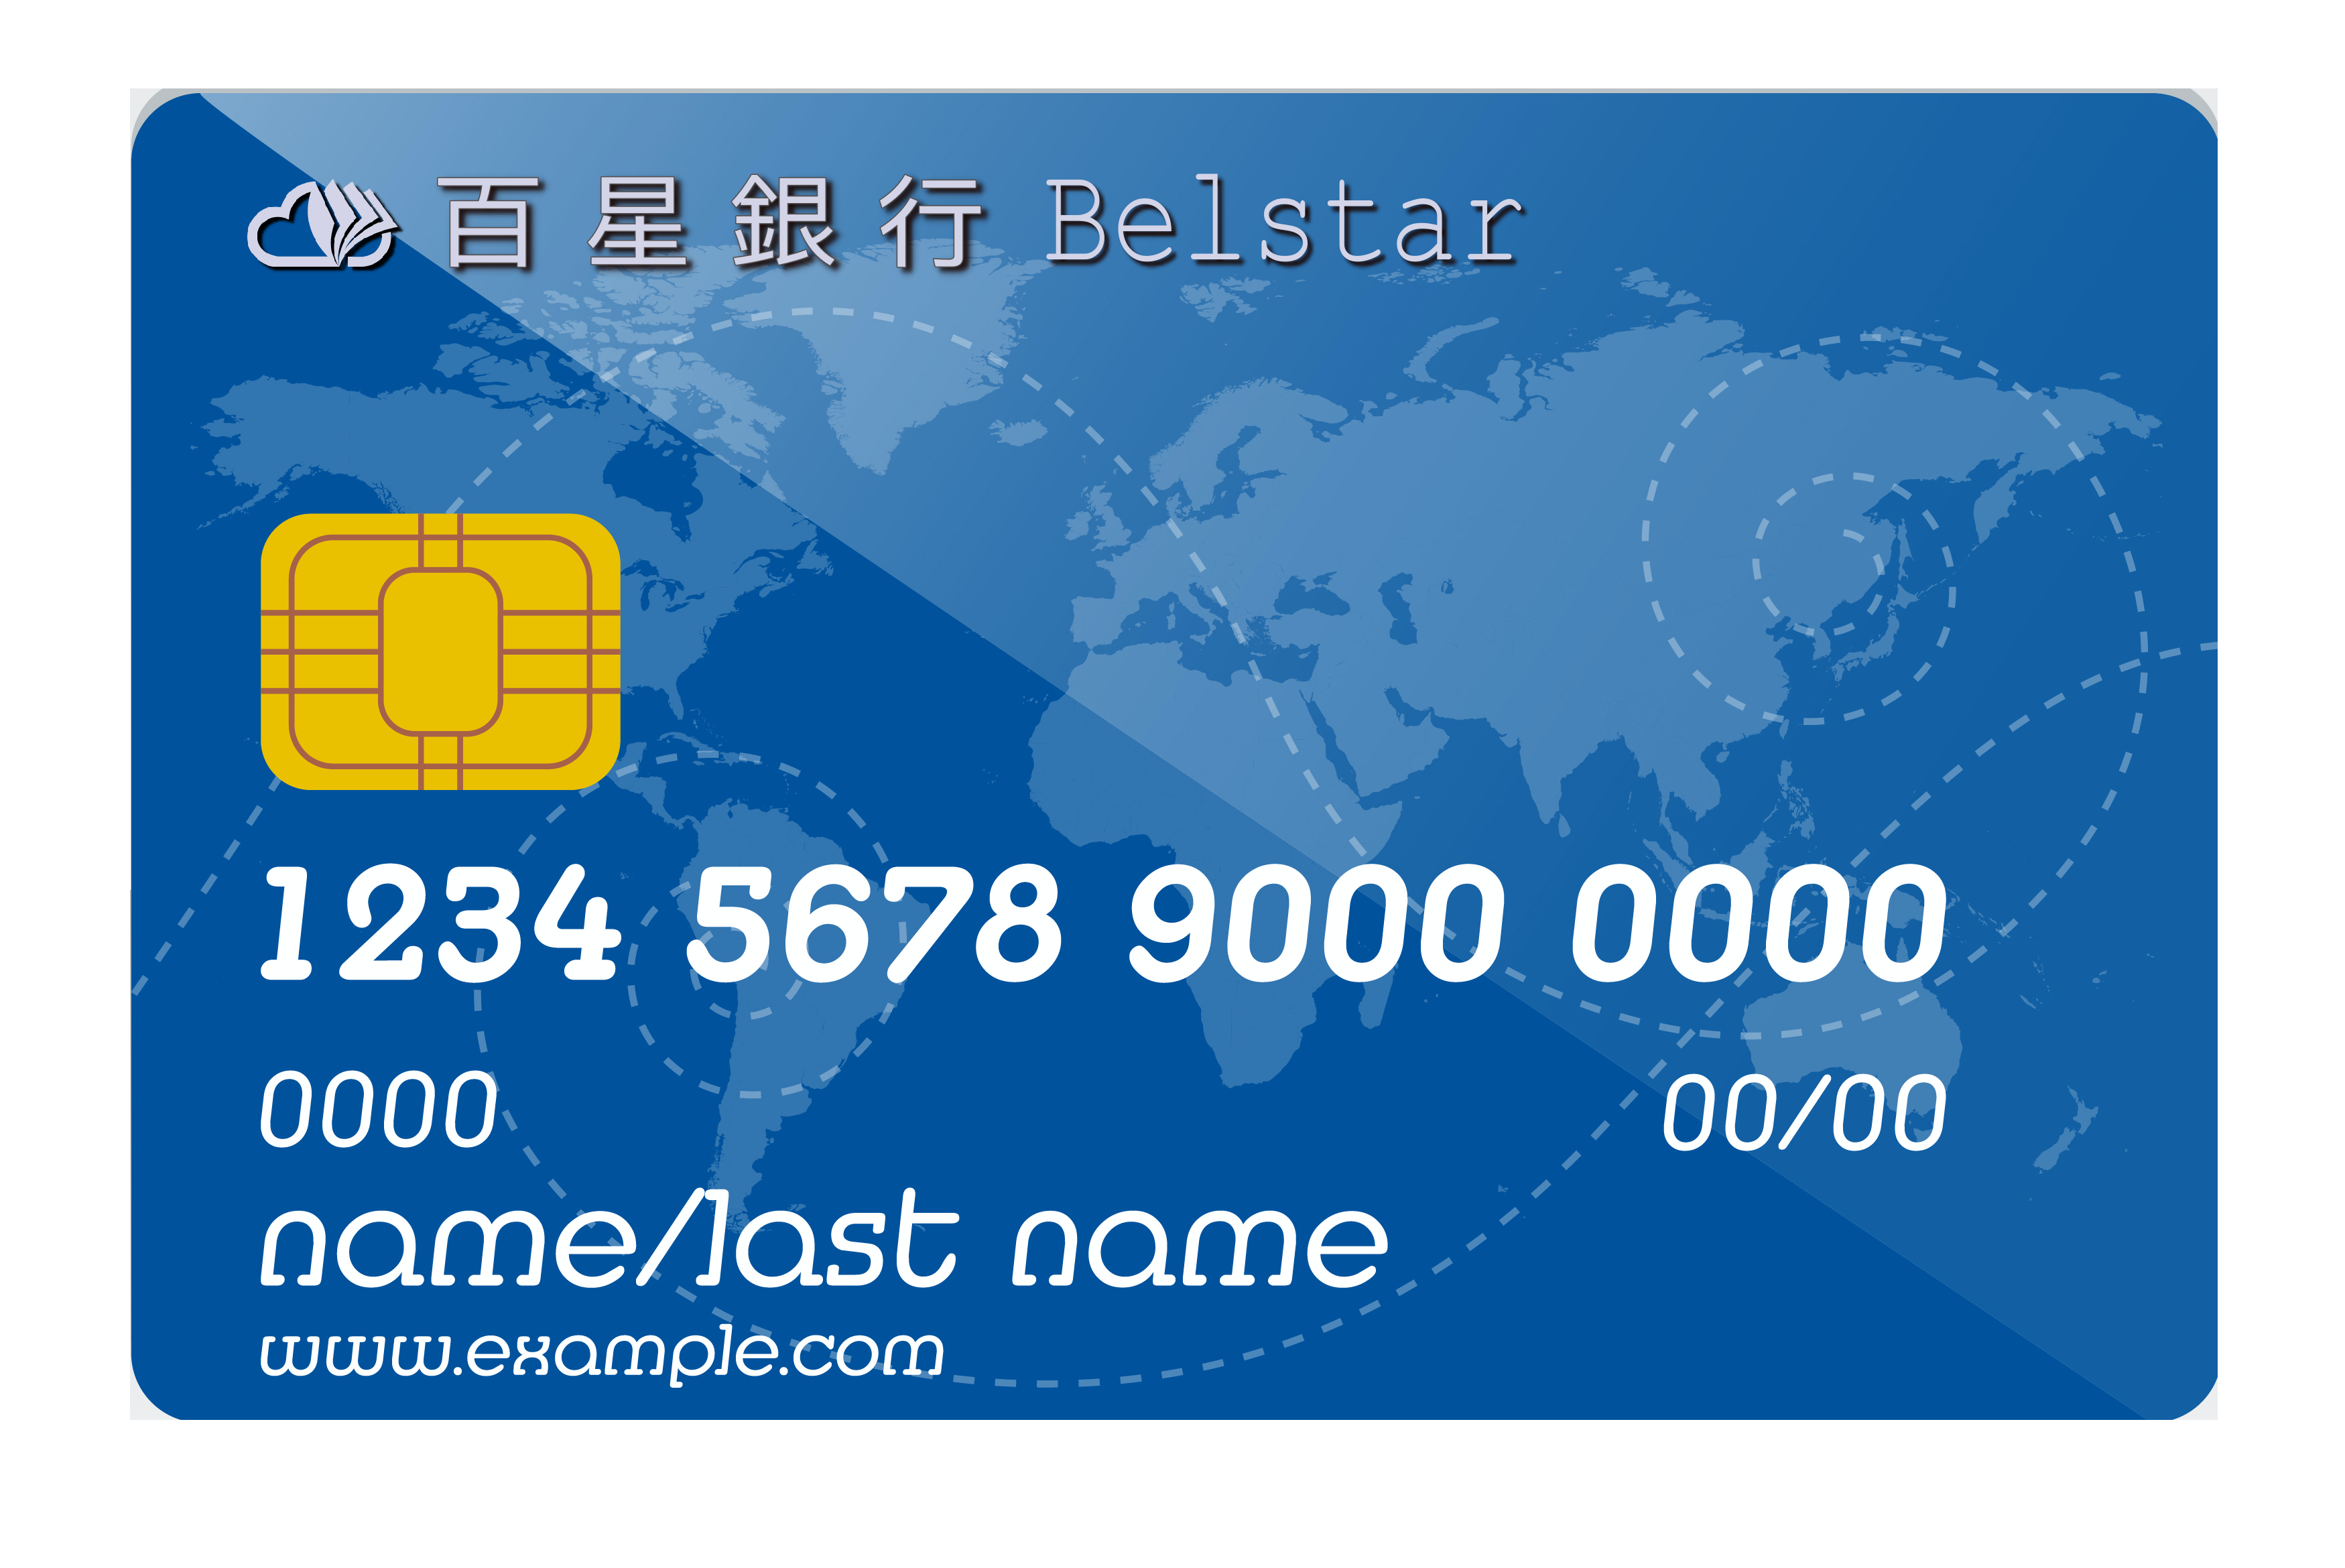 百星銀行 Belstar
1234 5678 9000 0000
0000 00/00
name/last name
www.example.com